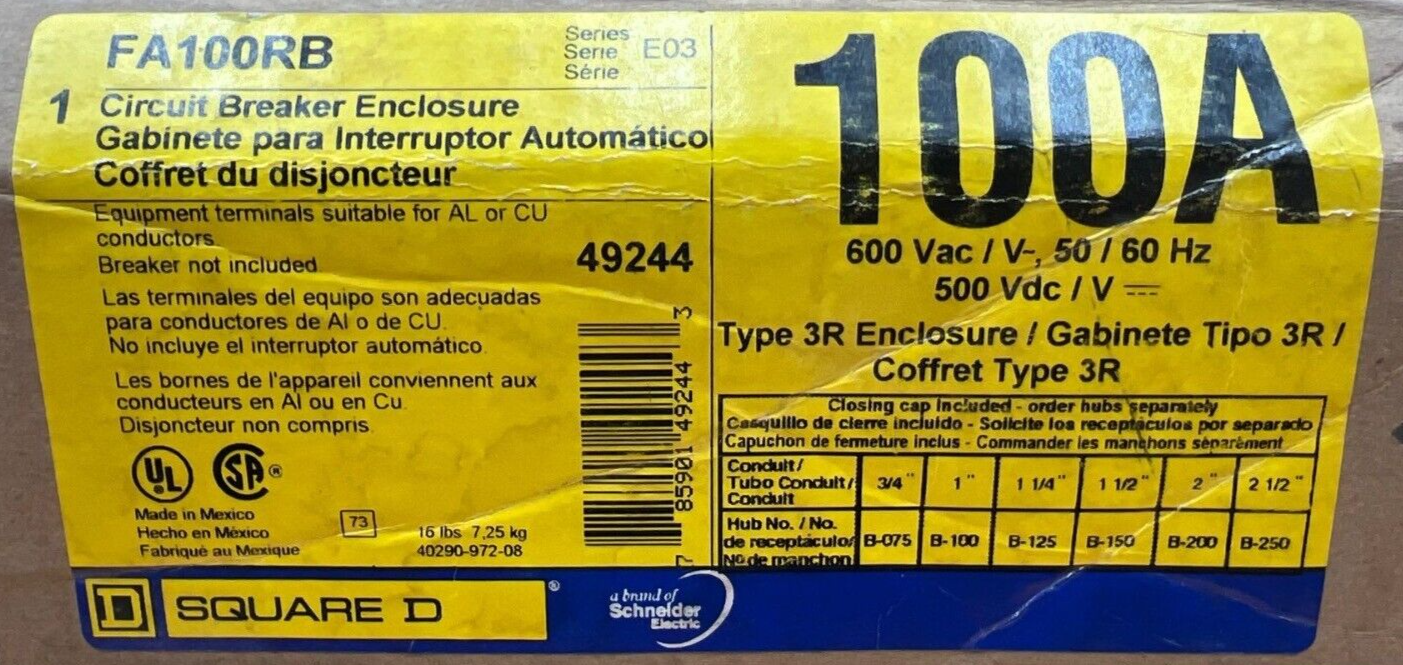 FA100RB
Series
Serie E03
Série
1 Circuit Breaker Enclosure
Gabinete para Interruptor Automático
Coffret du disjoncteur
Equipment terminals suitable for AL or CU
conductors.
Breaker not included
49244
Las terminales del equipo son adecuadas
para conductores de Al o de CU.
No incluye el interruptor automático.
Les bornes de l'appareil conviennent aux
conducteurs en Al ou en Cu.
Disjoncteur non compris.
7 85901 49244 3
UL
SA®
Made in Mexico
Hecho en México
Fabriqué au Mexique
73
16 lbs 7,25 kg
40290-972-08
100A
600 Vac / V~, 50 / 60 Hz
500 Vdc / V ⎓
Type 3R Enclosure / Gabinete Tipo 3R /
Coffret Type 3R
Closing cap included - order hubs separately
Casquillo de cierre incluido - Solicite los receptáculos por separado
Capuchon de fermeture inclus - Commander les manchons séparément
Conduit /
Tubo Conduit/
Conduit
3/4" 1" 1 1/4" 1 1/2" 2" 2 1/2"
Hub No. / No.
de receptáculo/
No de manchon
B-075 B-100 B-125 B-150 B-200 B-250
D SQUARE D ®
a brand of
Schneider
Electric